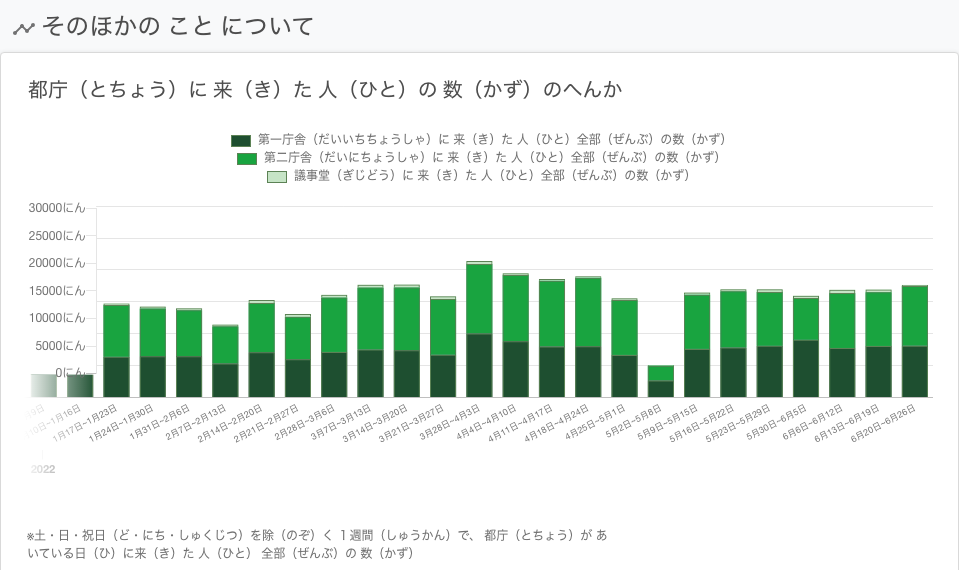 そのほかの こと について
都庁（とちょう）に 来（き）た 人（ひと）の 数（かず）のへんか
第一庁舎（だいいちちょうしゃ）に 来（き）た 人（ひと）全部（ぜんぶ）の数（かず）
第二庁舎（だいにちょうしゃ）に 来（き）た 人（ひと）全部（ぜんぶ）の数（かず）
議事堂（ぎじどう）に 来（き）た 人（ひと）全部（ぜんぶ）の数（かず）
30000にん
25000にん
20000にん
15000にん
10000にん
5000にん
0にん
10日~1月16日
1月17日~1月23日
1月24日~1月30日
1月31日~2月6日
2月7日~2月13日
2月14日~2月20日
2月21日~2月27日
2月28日~3月6日
3月7日~3月13日
3月14日~3月20日
3月21日~3月27日
3月28日~4月3日
4月4日~4月10日
4月11日~4月17日
4月18日~4月24日
4月25日~5月1日
5月2日~5月8日
5月9日~5月15日
5月16日~5月22日
5月23日~5月29日
5月30日~6月5日
6月6日~6月12日
6月13日~6月19日
6月20日~6月26日
2022
※土・日・祝日（ど・にち・しゅくじつ）を除（のぞ）く １週間（しゅうかん）で、 都庁（とちょう）が あ
いている日（ひ）に来（き）た 人（ひと） 全部（ぜんぶ）の 数（かず）